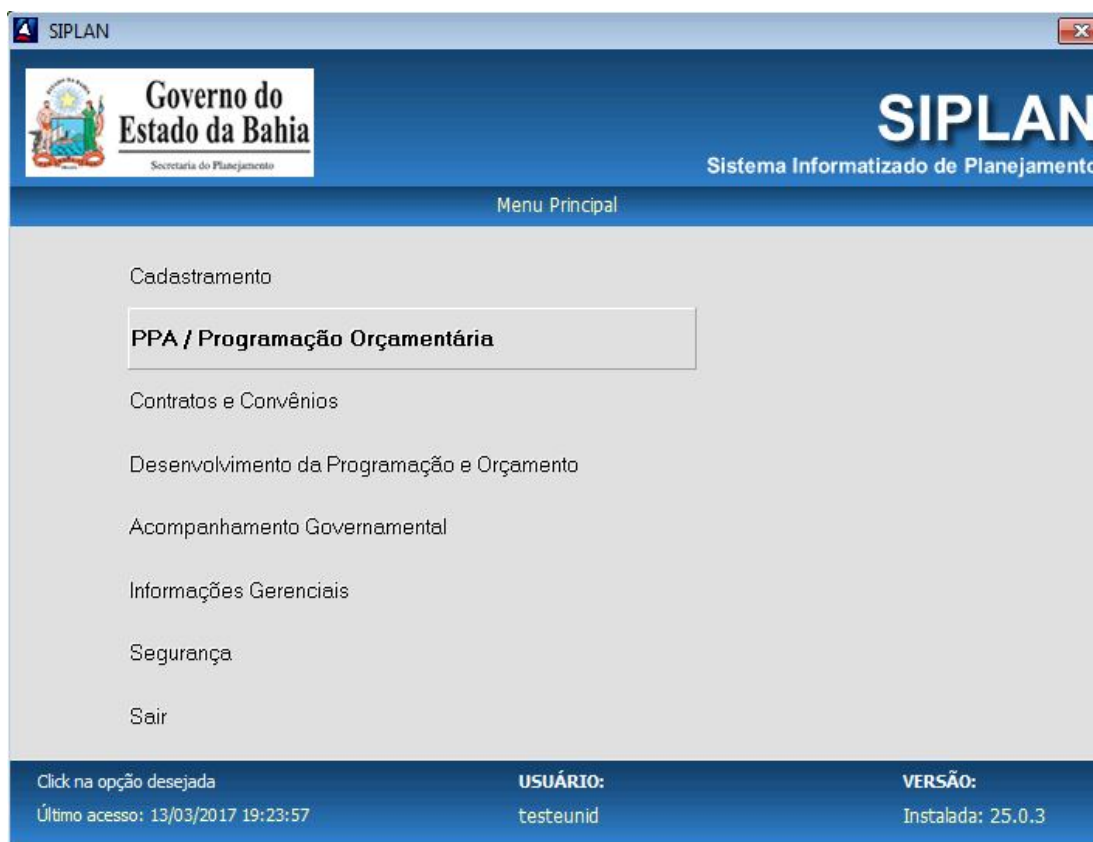 SIPLAN
Governo do
Estado da Bahia
Secretaria do Planejamento
SIPLAN
Sistema Informatizado de Planejamento
Menu Principal
Cadastramento
PPA / Programação Orçamentária
Contratos e Convênios
Desenvolvimento da Programação e Orçamento
Acompanhamento Governamental
Informações Gerenciais
Segurança
Sair
Click na opção desejada
USUÁRIO:
VERSÃO:
Último acesso: 13/03/2017 19:23:57
testeunid
Instalada: 25.0.3